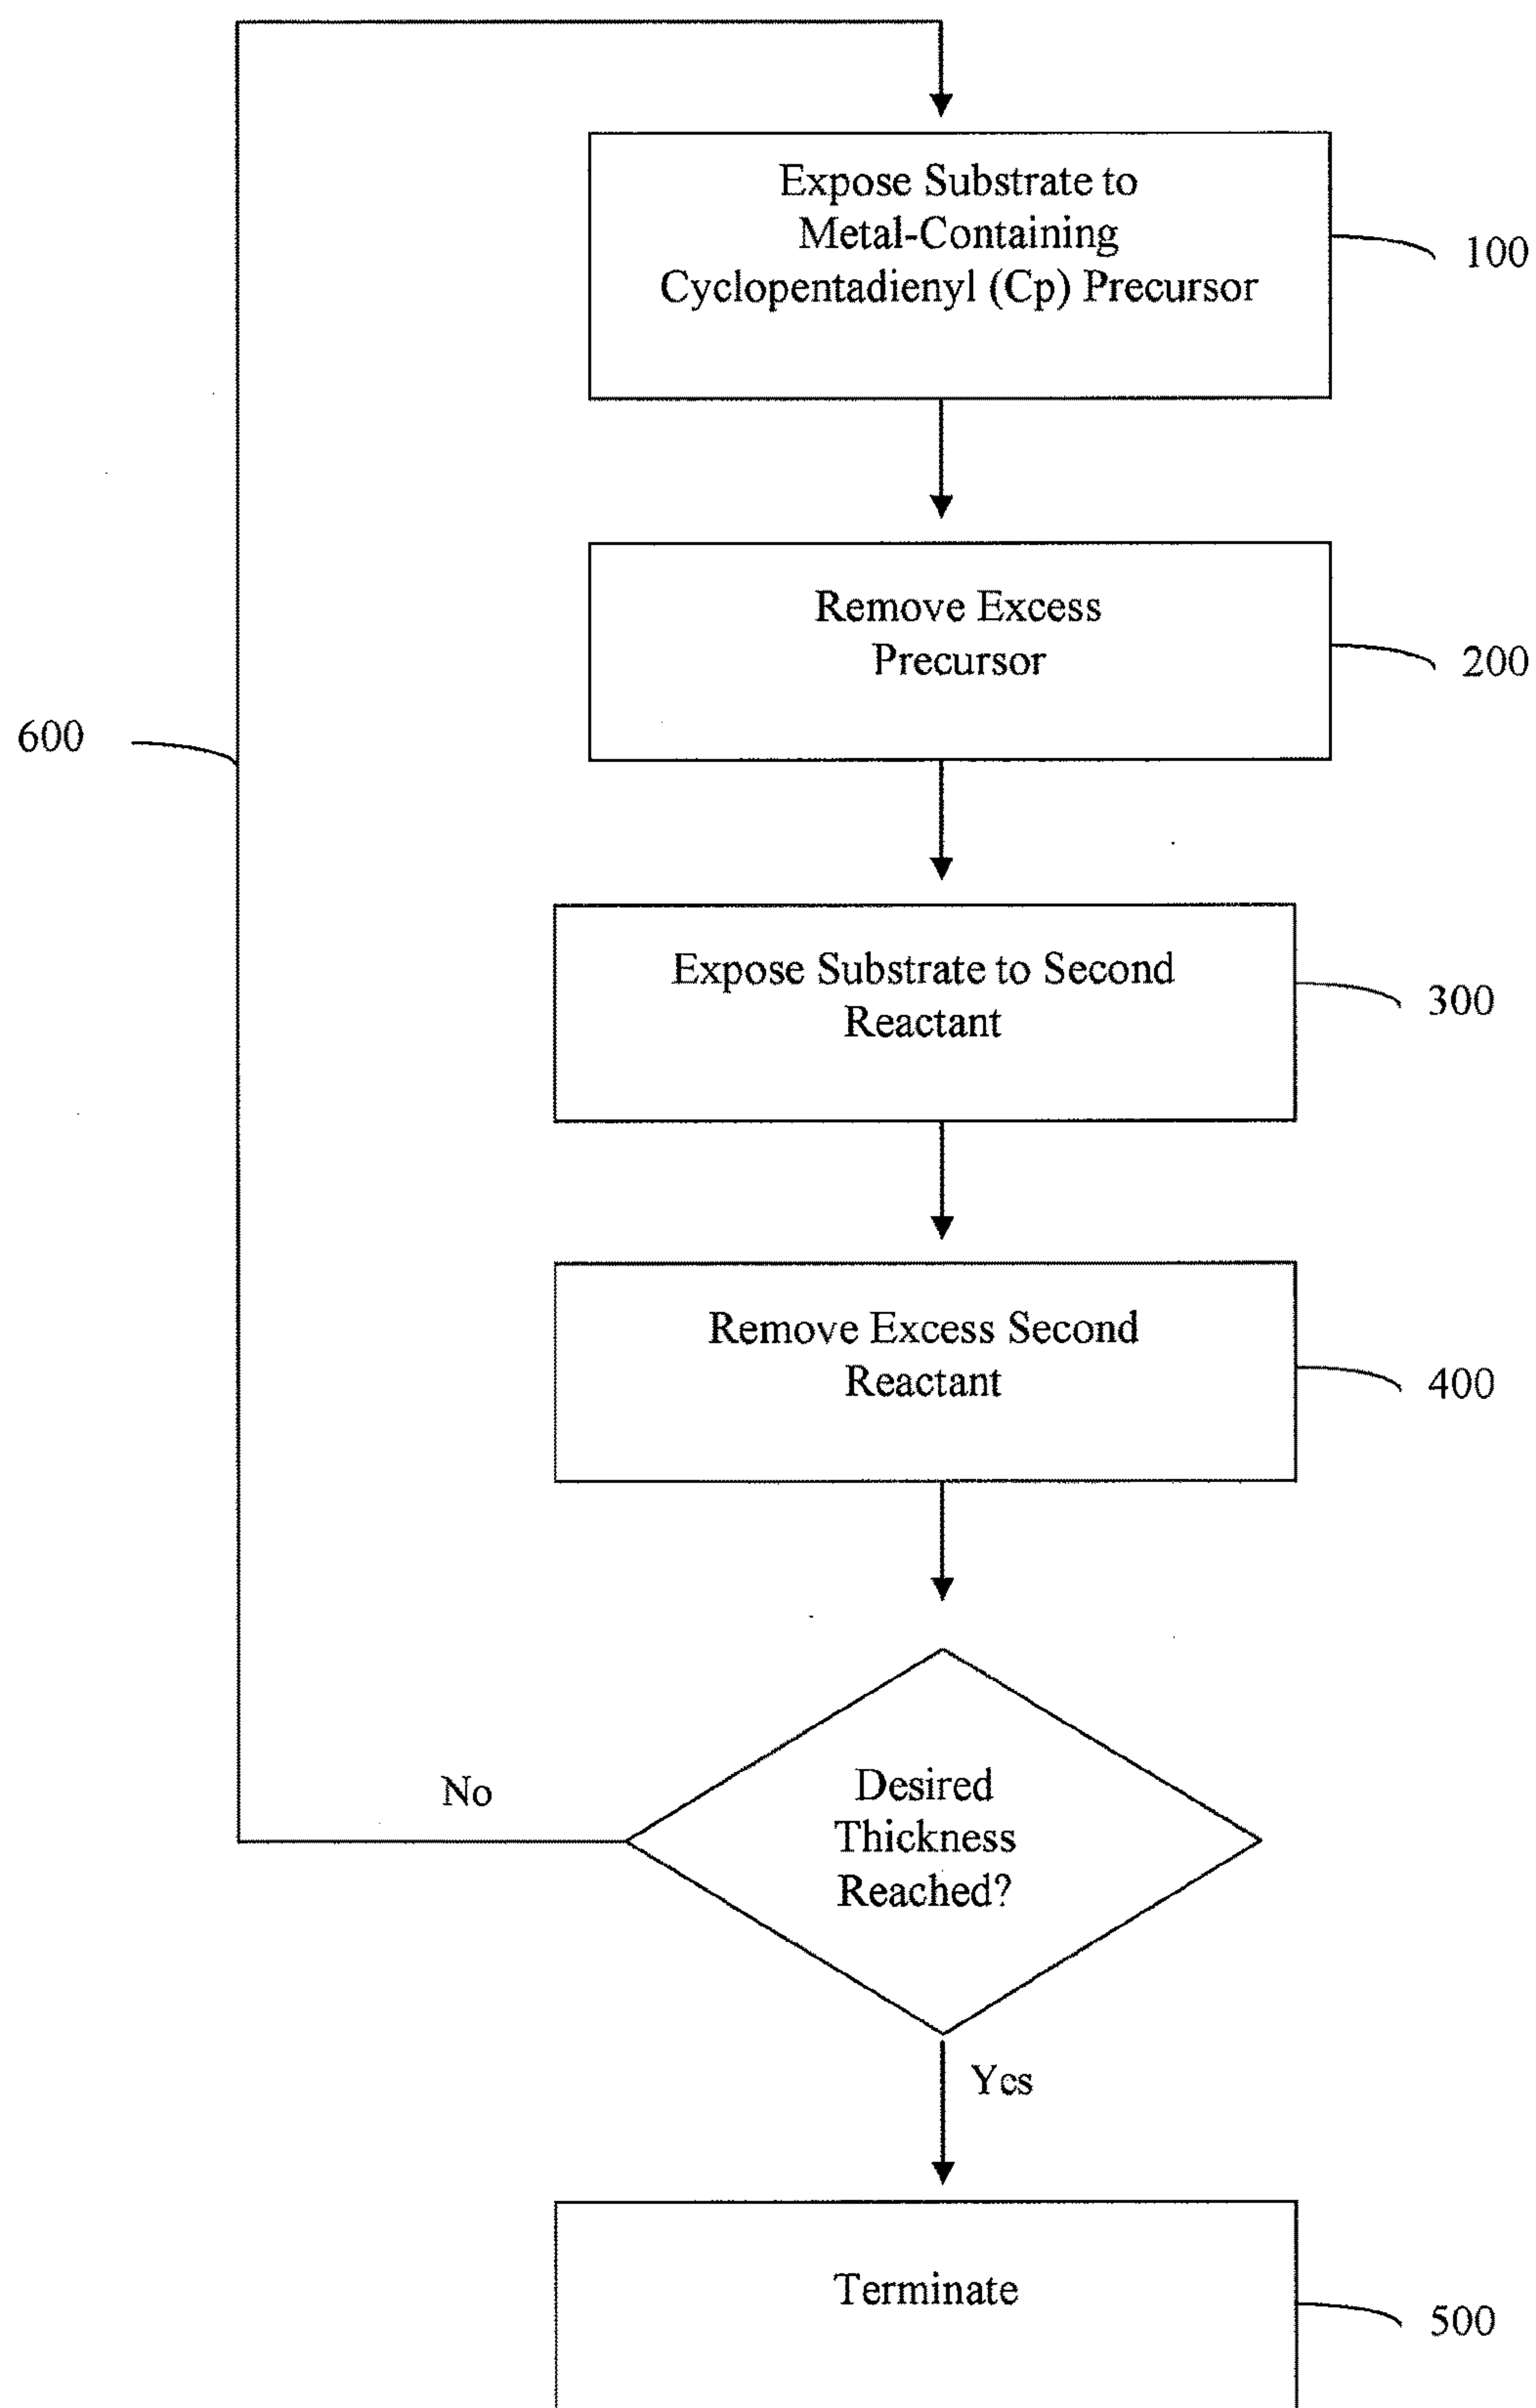 Expose Substrate to
Metal-Containing
Cyclopentadienyl (Cp) Precursor
100
Remove Excess
Precursor
200
600
Expose Substrate to Second
Reactant
300
Remove Excess Second
Reactant
400
No
Desired
Thickness
Reached?
Yes
Terminate
500